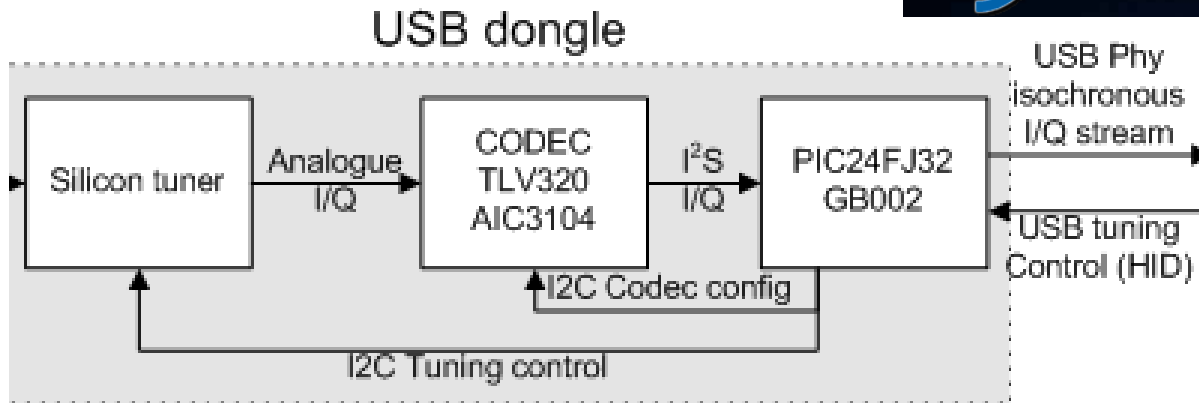 USB dongle
USB Phy
isochronous
I/Q stream
Silicon tuner
Analogue
I/Q
CODEC
TLV320
AIC3104
I²S
I/Q
PIC24FJ32
GB002
USB tuning
Control (HID)
I2C Codec config
I2C Tuning control